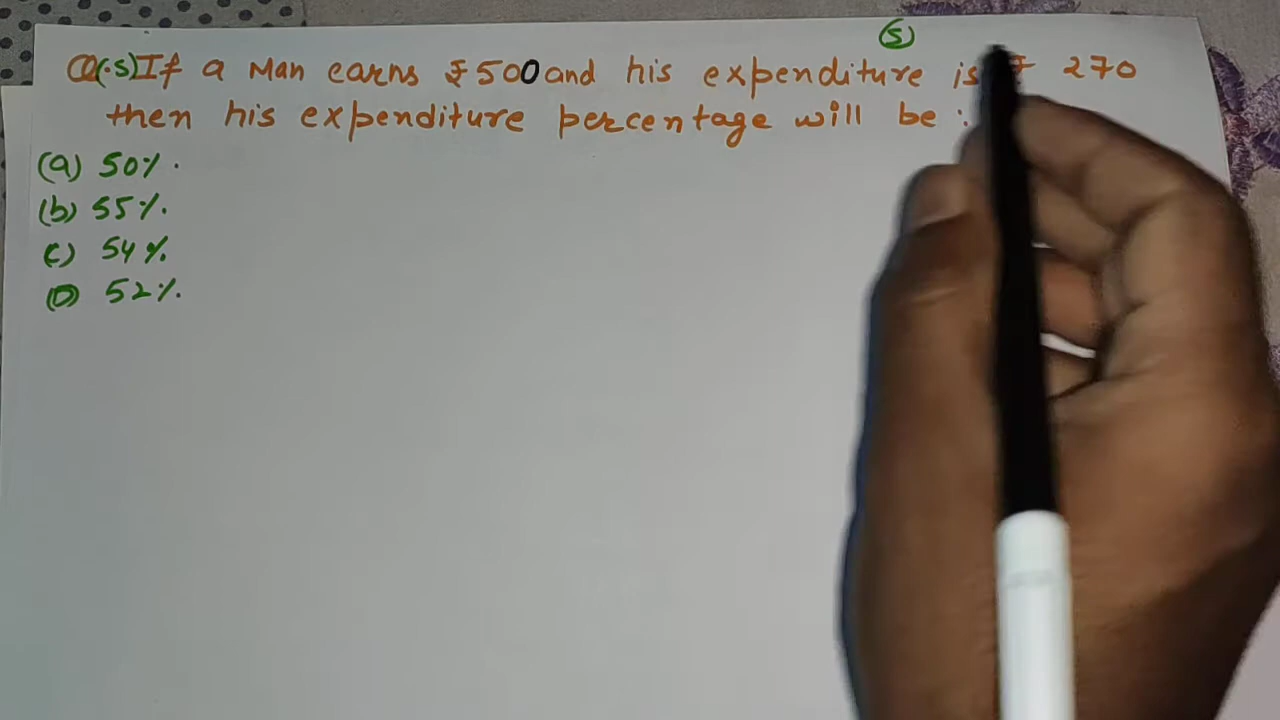 (5)
Q(.5) If a Man earns ₹500 and his expenditure is ₹ 270
then his expenditure percentage will be :
(a) 50%.
(b) 55%.
(c) 54%.
(D) 52%.